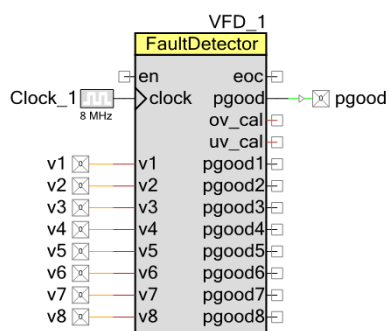 VFD_1
FaultDetector
en eoc
Clock_1 clock pgood pgood
8 MHz
ov_cal
uv_cal
v1 v1 pgood1
v2 v2 pgood2
v3 v3 pgood3
v4 v4 pgood4
v5 v5 pgood5
v6 v6 pgood6
v7 v7 pgood7
v8 v8 pgood8